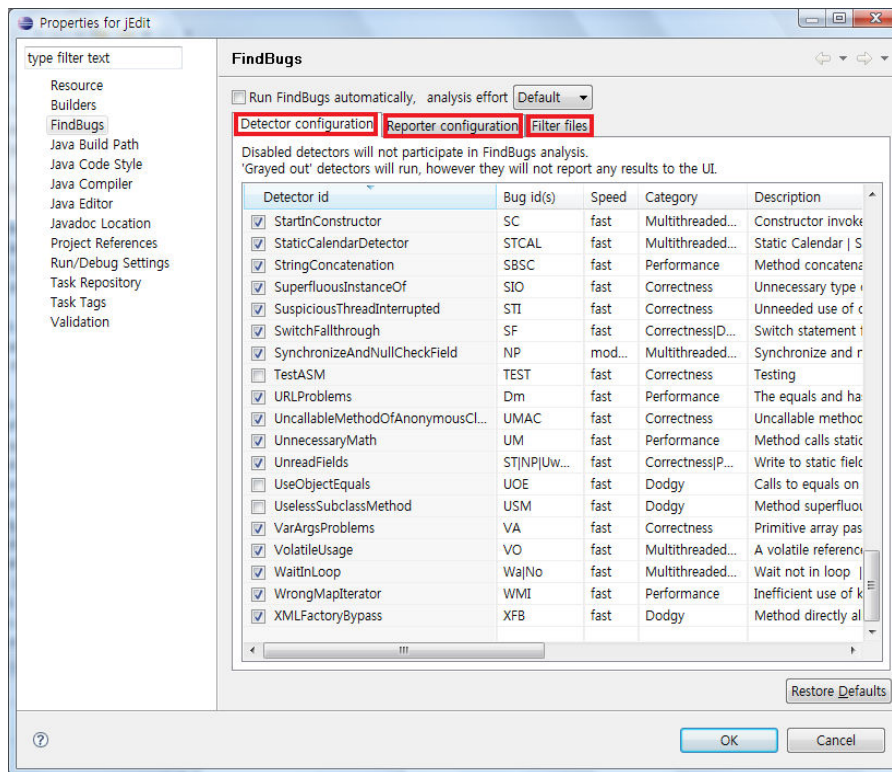 Properties for jEdit
type filter text
Resource
Builders
FindBugs
Java Build Path
Java Code Style
Java Compiler
Java Editor
Javadoc Location
Project References
Run/Debug Settings
Task Repository
Task Tags
Validation
FindBugs
Run FindBugs automatically, analysis effort Default
Detector configuration Reporter configuration Filter files
Disabled detectors will not participate in FindBugs analysis.
'Grayed out' detectors will run, however they will not report any results to the UI.
Detector id Bug id(s) Speed Category Description
StartInConstructor SC fast Multithreaded... Constructor invoke
StaticCalendarDetector STCAL fast Multithreaded... Static Calendar | S
StringConcatenation SBSC fast Performance Method concatena
SuperfluousInstanceOf SIO fast Correctness Unnecessary type
SuspiciousThreadInterrupted STI fast Correctness Unneeded use of
SwitchFallthrough SF fast Correctness|D... Switch statement
SynchronizeAndNullCheckField NP mod... Multithreaded... Synchronize and
TestASM TEST fast Correctness Testing
URLProblems Dm fast Performance The equals and ha
UncallableMethodOfAnonymousCl... UMAC fast Correctness Uncallable method
UnnecessaryMath UM fast Performance Method calls static
UnreadFields ST|NP|Uw... fast Correctness|P... Write to static field
UseObjectEquals UOE fast Dodgy Calls to equals on
UselessSubclassMethod USM fast Dodgy Method superfluou
VarArgsProblems VA fast Correctness Primitive array pas
VolatileUsage VO fast Multithreaded... A volatile reference
WaitInLoop Wa|No fast Multithreaded... Wait not in loop |
WrongMapIterator WMI fast Performance Inefficient use of k
XMLFactoryBypass XFB fast Dodgy Method directly al
Restore Defaults
OK Cancel